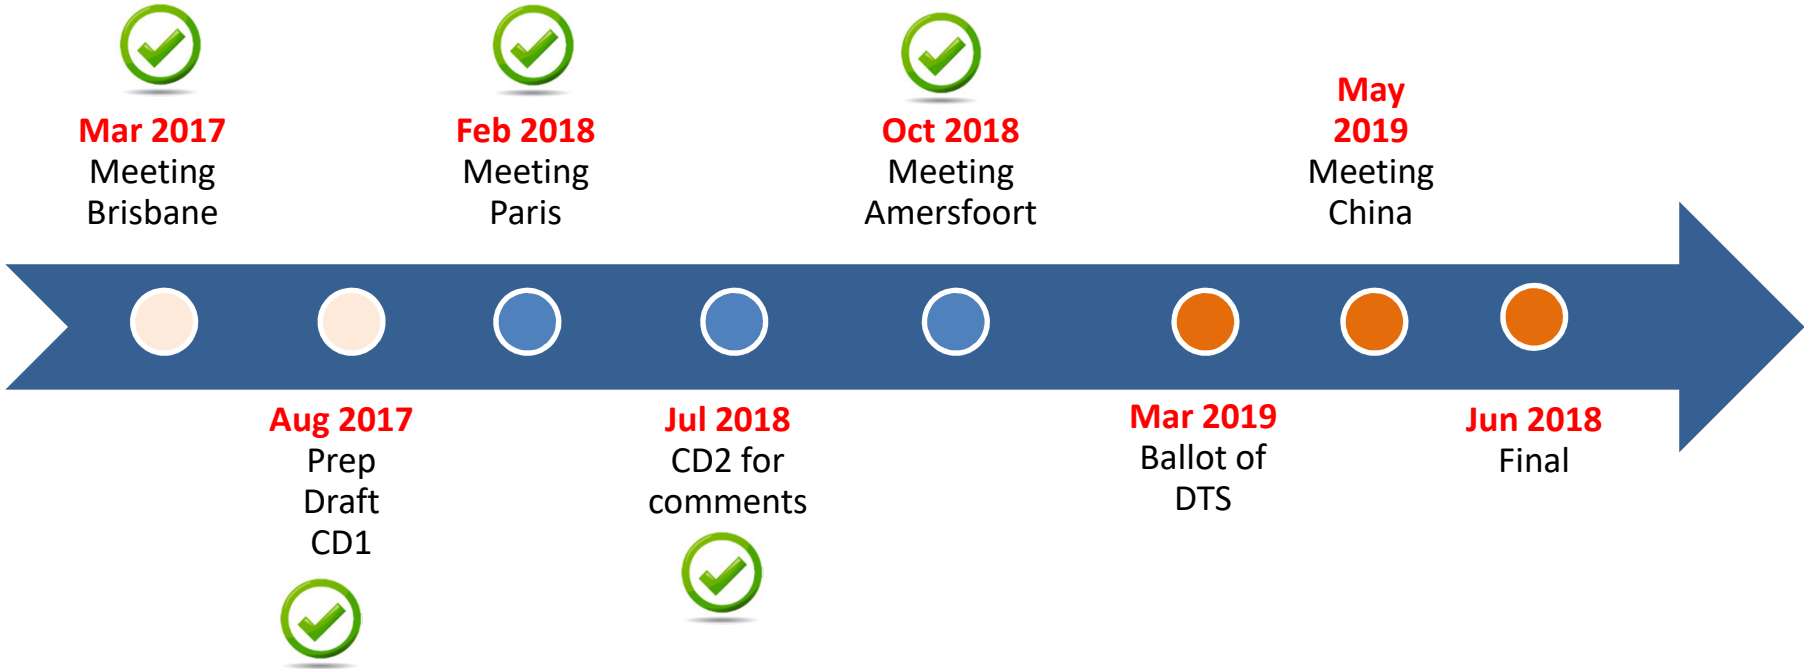 Mar 2017
Meeting
Brisbane
Feb 2018
Meeting
Paris
Oct 2018
Meeting
Amersfoort
May
2019
Meeting
China
Aug 2017
Prep
Draft
CD1
Jul 2018
CD2 for
comments
Mar 2019
Ballot of
DTS
Jun 2018
Final